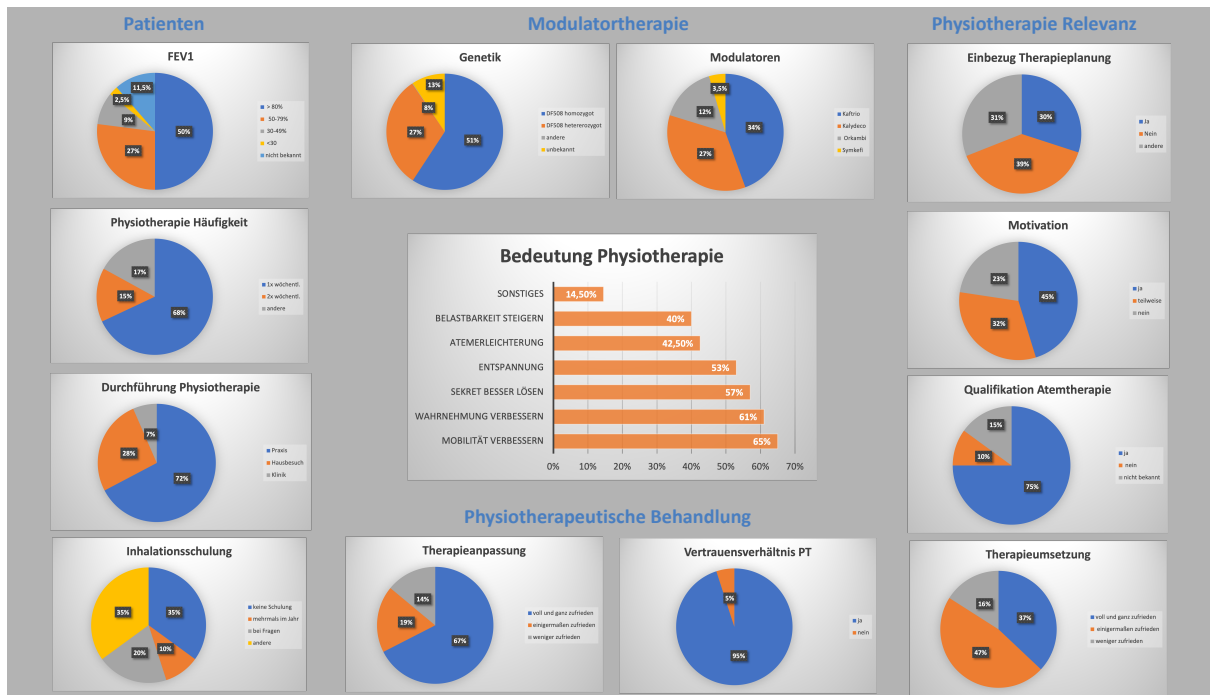 Patienten
Modulatortherapie
Physiotherapie Relevanz
FEV1
11,5%
2,5%
9%
50%
27%
> 80%
50-79%
30-49%
<30
nicht bekannt
Genetik
13%
8%
27%
51%
DF508 homozygot
DF508 hetererozygot
andere
unbekannt
Modulatoren
3,5%
12%
34%
27%
Kaftrio
Kalydeco
Orkambi
Symkefi
Einbezug Therapieplanung
31%
30%
39%
Ja
Nein
andere
Physiotherapie Häufigkeit
17%
15%
68%
1x wöchentl.
2x wöchentl.
andere
Bedeutung Physiotherapie
SONSTIGES 14,50%
BELASTBARKEIT STEIGERN 40%
ATEMERLEICHTERUNG 42,50%
ENTSPANNUNG 53%
SEKRET BESSER LÖSEN 57%
WAHRNEHMUNG VERBESSERN 61%
MOBILITÄT VERBESSERN 65%
0% 10% 20% 30% 40% 50% 60% 70%
Motivation
23%
45%
32%
ja
teilweise
nein
Durchführung Physiotherapie
7%
28%
72%
Praxis
Hausbesuch
Klinik
Qualifikation Atemtherapie
15%
10%
75%
ja
nein
nicht bekannt
Physiotherapeutische Behandlung
Inhalationsschulung
35%
35%
20%
10%
keine Schulung
mehrmals im Jahr
bei Fragen
andere
Therapieanpassung
14%
19%
67%
voll und ganz zufrieden
einigermaßen zufrieden
weniger zufrieden
Vertrauensverhältnis PT
5%
95%
ja
nein
Therapieumsetzung
16%
37%
47%
voll und ganz zufrieden
einigermaßen zufrieden
weniger zufrieden